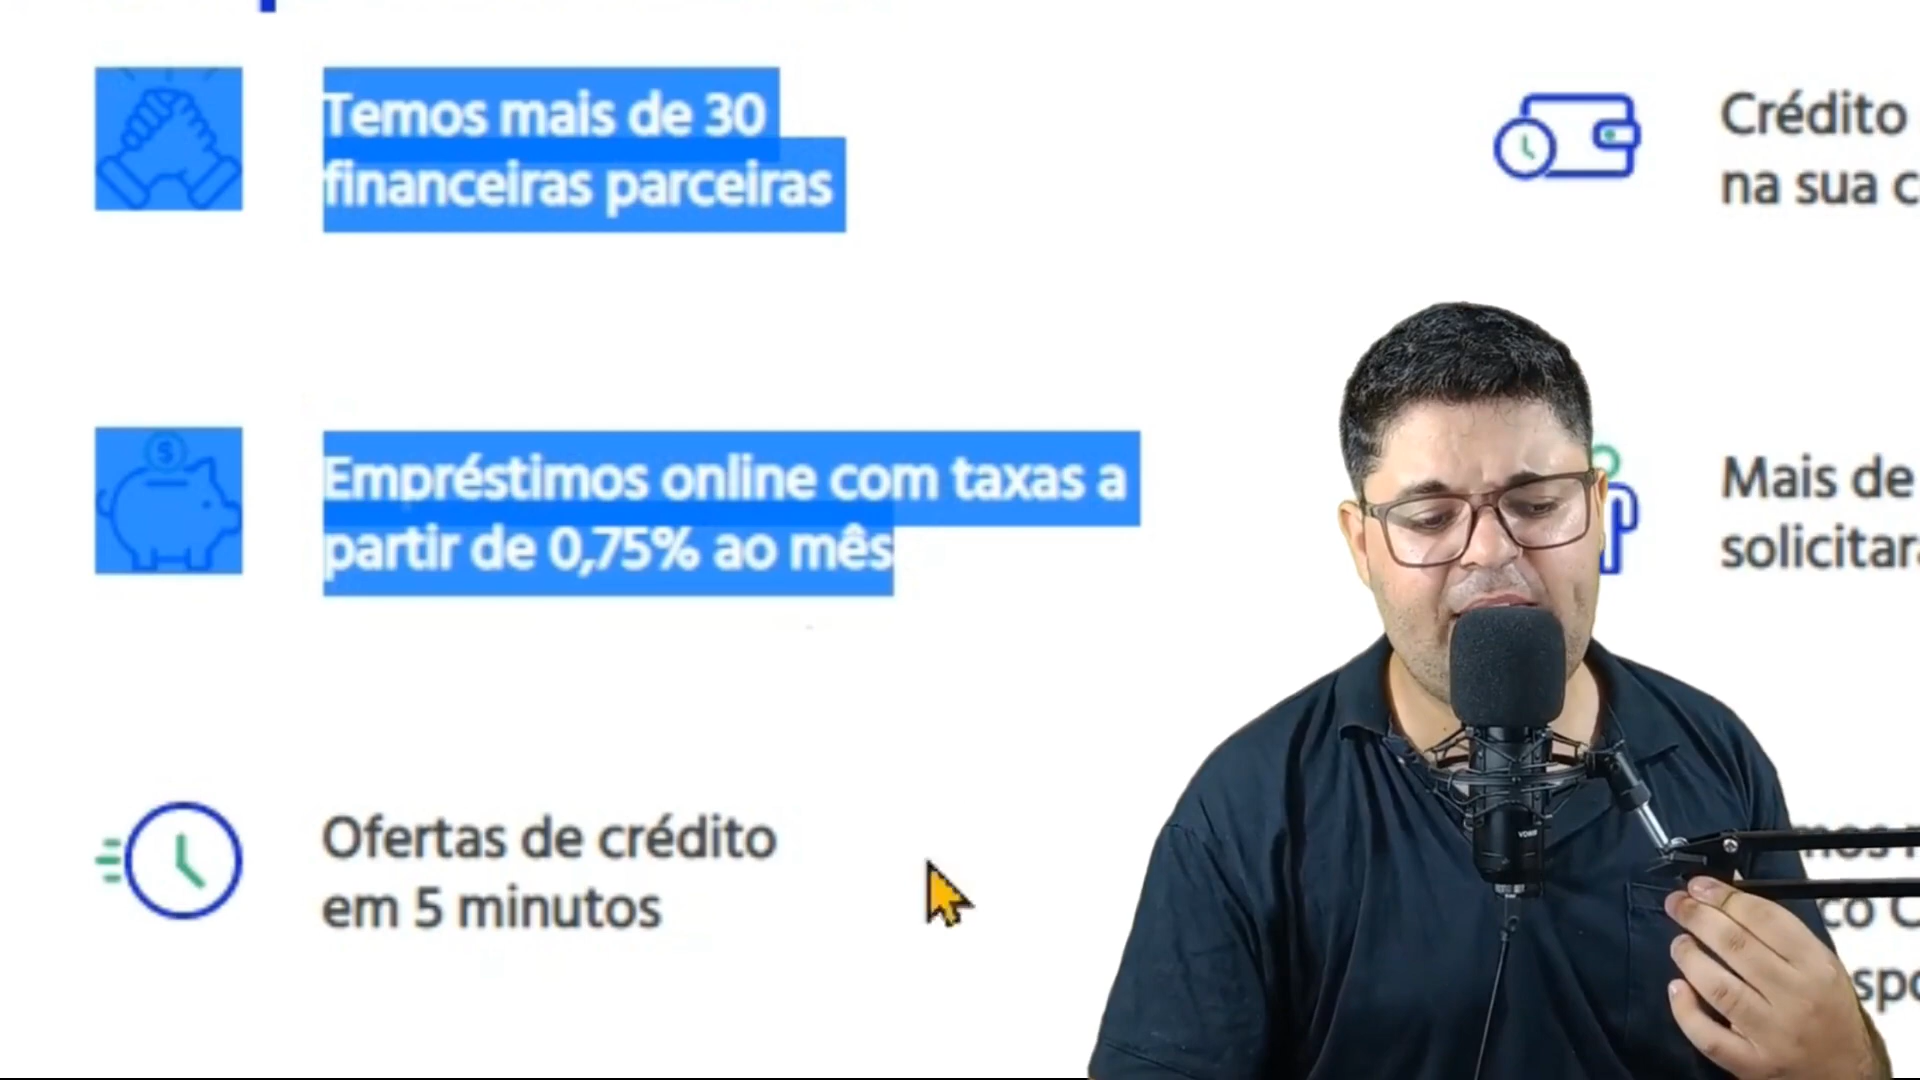 Temos mais de 30
financeiras parceiras
Crédito
na sua
Empréstimos online com taxas a
partir de 0,75% ao mês
Mais de
Ofertas de crédito
em 5 minutos